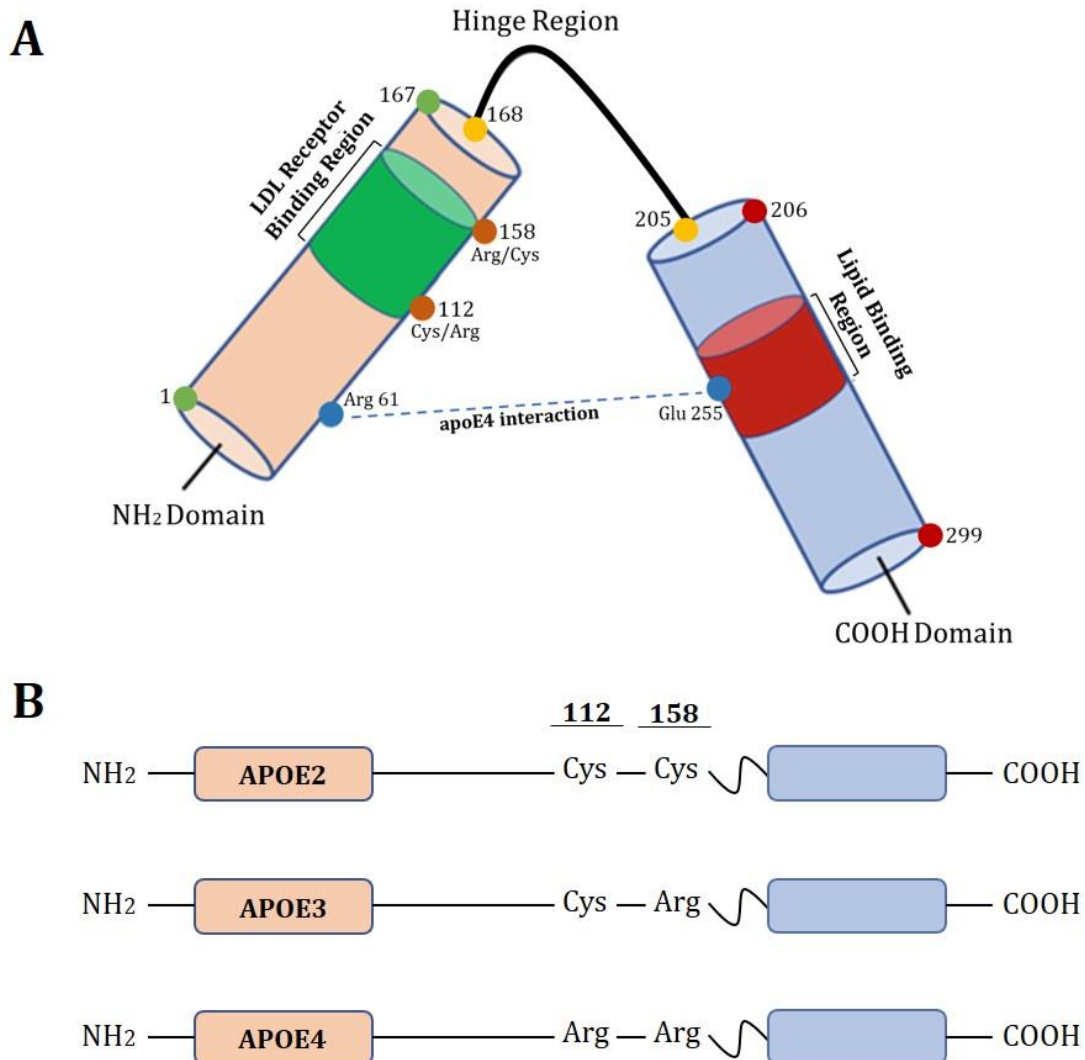 A
Hinge Region
167
168
LDL Receptor
Binding Region
205
206
158
Arg/Cys
112
Cys/Arg
Lipid Binding
Region
1
Arg 61
apoE4 interaction
Glu 255
NH2 Domain
299
COOH Domain
B
112 158
NH2 APOE2 Cys Cys COOH
NH2 APOE3 Cys Arg COOH
NH2 APOE4 Arg Arg COOH